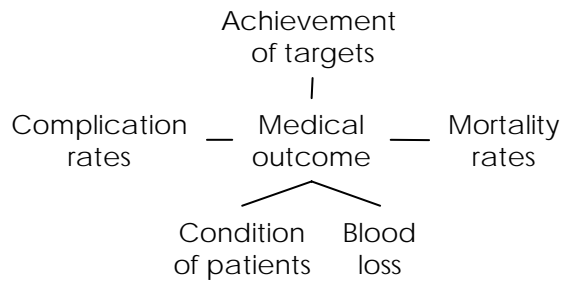 Achievement
of targets
Complication
rates
Medical
outcome
Mortality
rates
Condition
of patients
Blood
loss